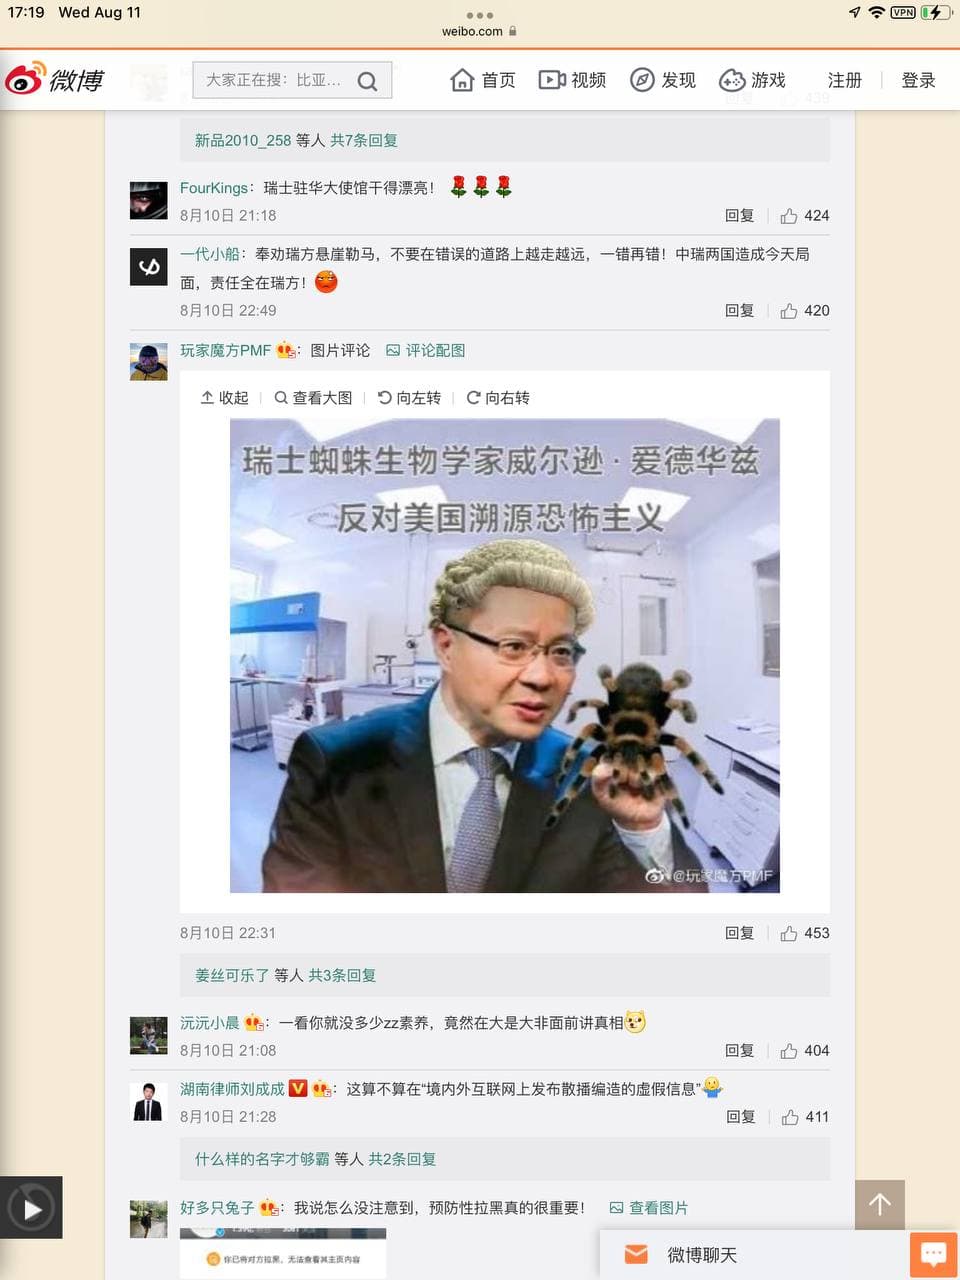 17:19 Wed Aug 11
VPN
weibo.com
微博
大家正在搜：比亚...
首页
视频
发现
游戏
注册
登录
新品2010_258 等人 共7条回复
FourKings：瑞士驻华大使馆干得漂亮！
8月10日 21:18
回复
424
一代小船：奉劝瑞方悬崖勒马，不要在错误的道路上越走越远，一错再错！中瑞两国造成今天局
面，责任全在瑞方！
8月10日 22:49
回复
420
玩家魔方PMF：图片评论 评论配图
收起
查看大图
向左转
向右转
瑞士蜘蛛生物学家威尔逊·爱德华兹
反对美国溯源恐怖主义
@玩家魔方PMF
8月10日 22:31
回复
453
姜丝可乐了 等人 共3条回复
沅沅小晨：一看你就没多少zz素养，竟然在大是大非面前讲真相
8月10日 21:08
回复
404
湖南律师刘成成：这算不算在“境内外互联网上发布散播编造的虚假信息”
8月10日 21:28
回复
411
什么样的名字才够霸 等人 共2条回复
好多只兔子：我说怎么没注意到，预防性拉黑真的很重要！ 查看图片
你已将对方拉黑，无法查看其主页内容
微博聊天